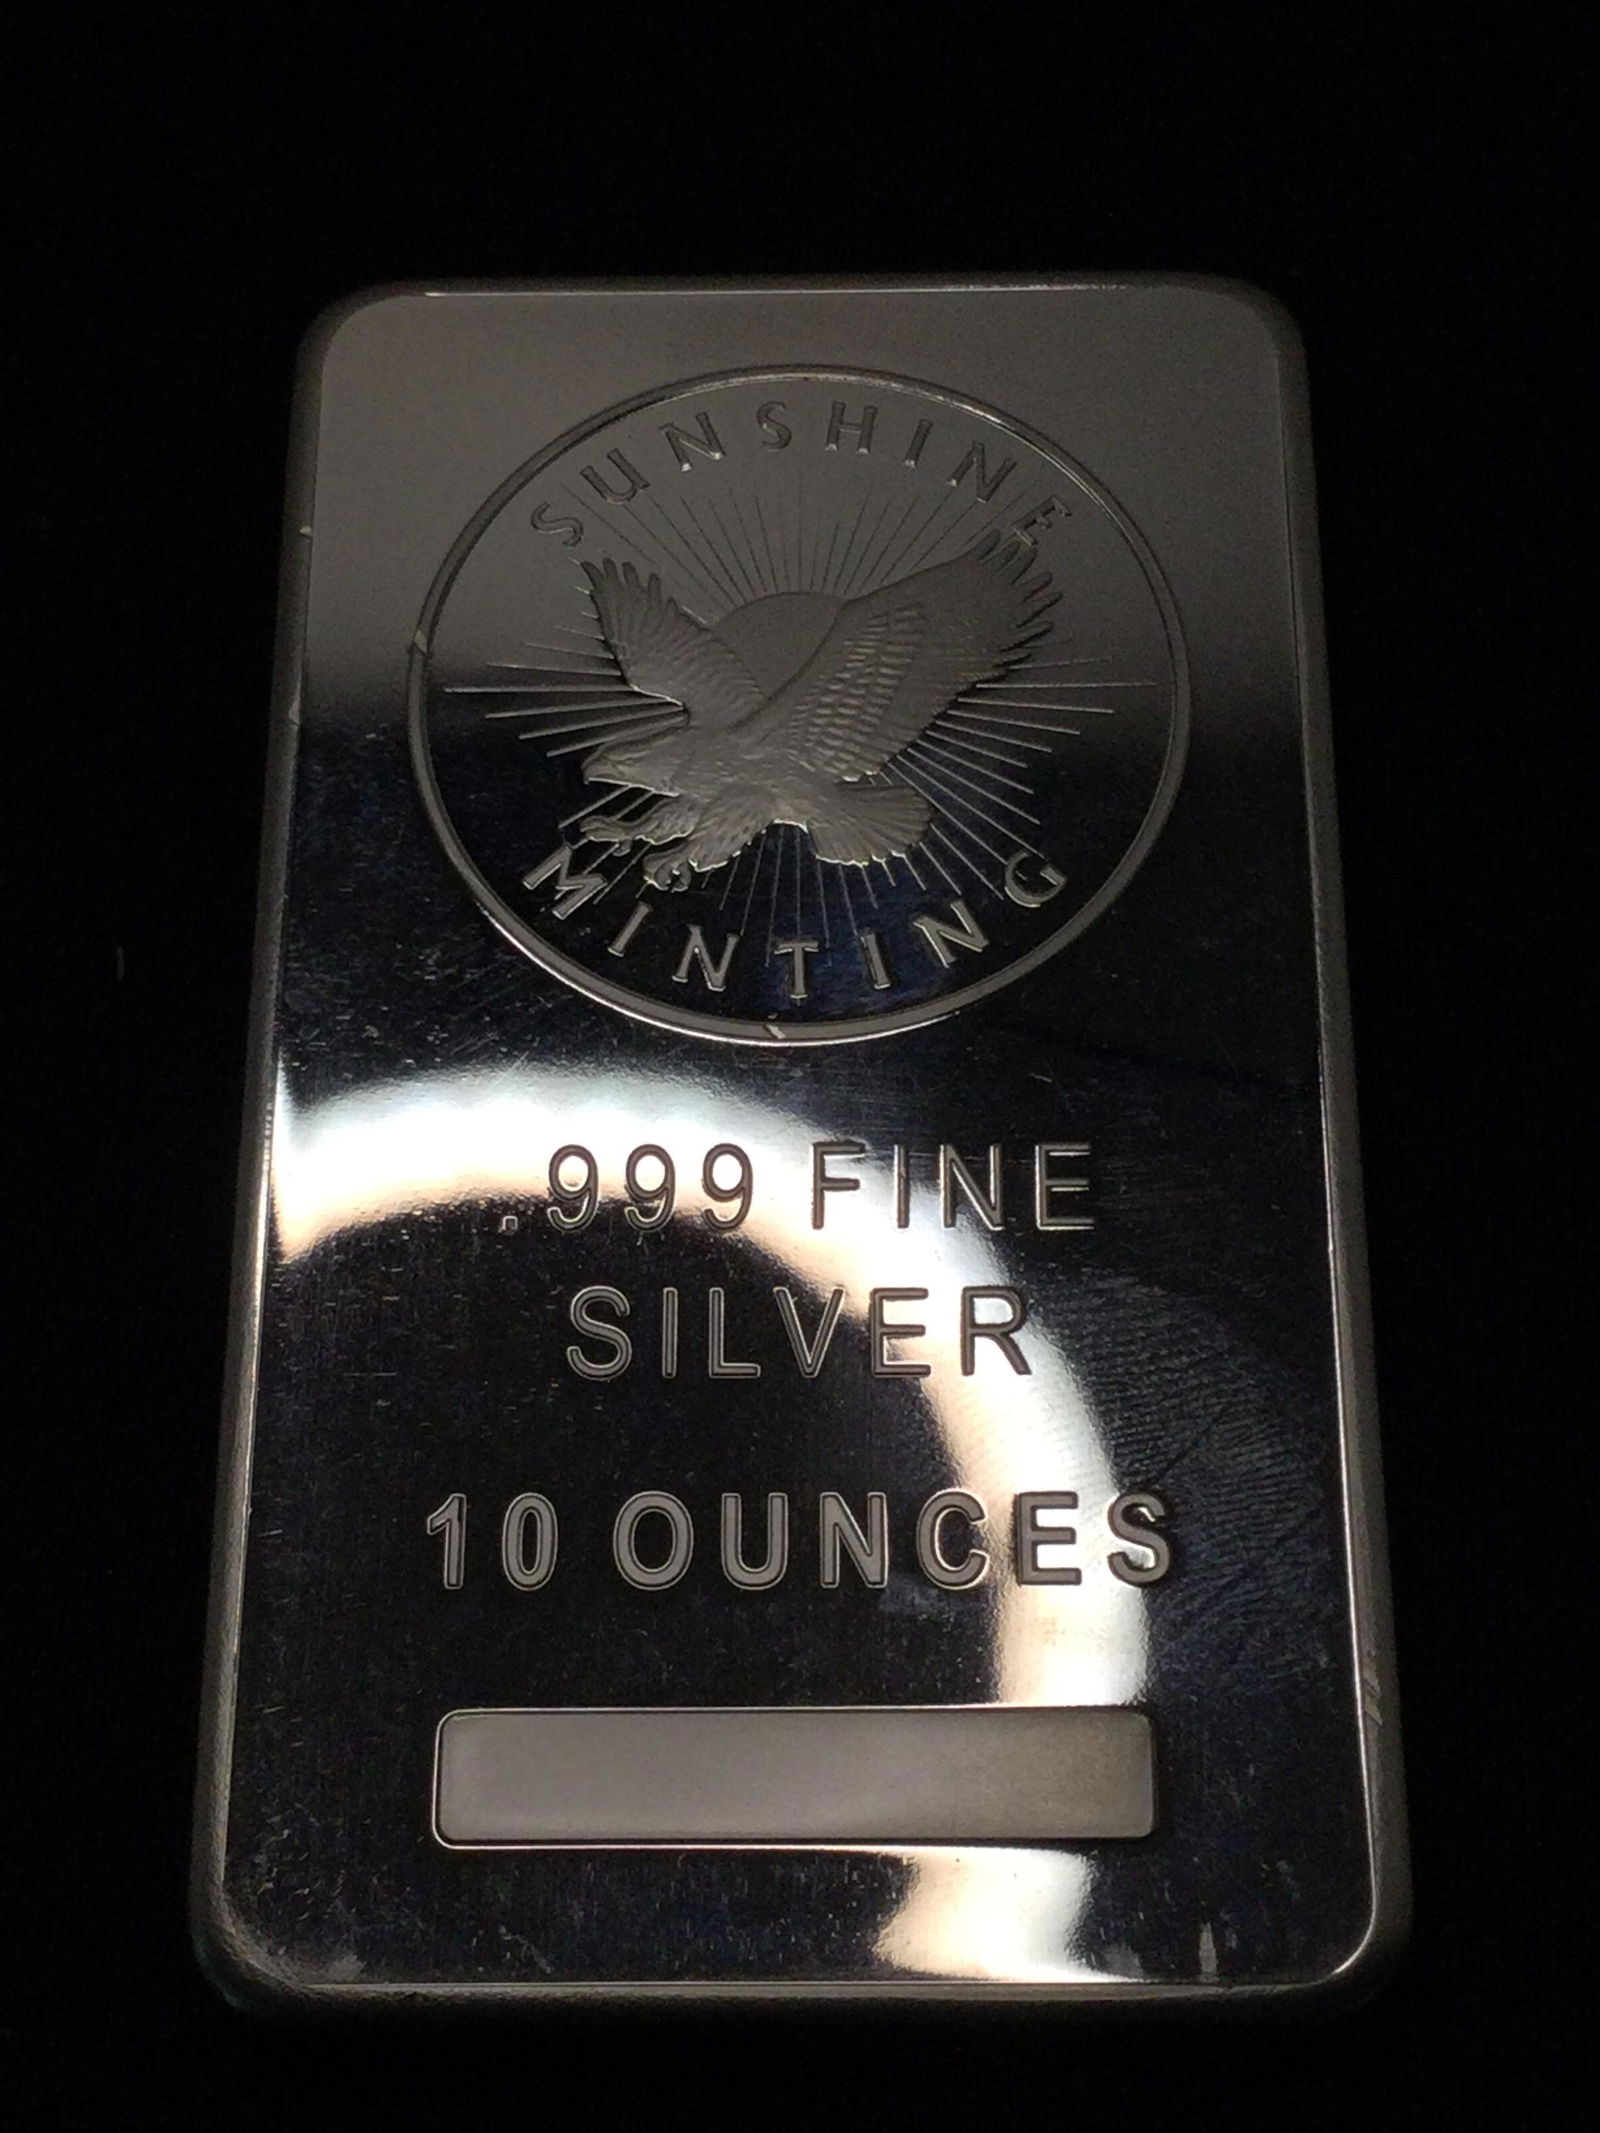 SUNSHINE
MINTING
.999 FINE
SILVER
10 OUNCES